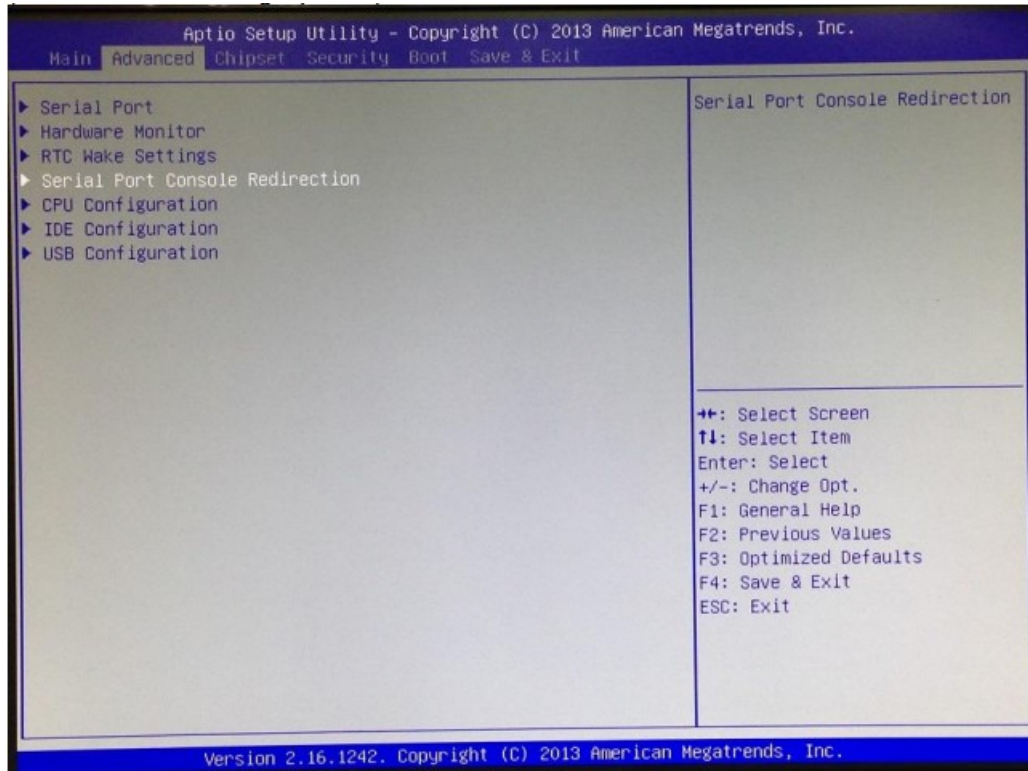 Aptio Setup Utility - Copyright (C) 2013 American Megatrends, Inc.
Main Advanced Chipset Security Boot Save & Exit
Serial Port
Hardware Monitor
RTC Wake Settings
Serial Port Console Redirection
CPU Configuration
IDE Configuration
USB Configuration
Serial Port Console Redirection
→←: Select Screen
↑↓: Select Item
Enter: Select
+/-: Change Opt.
F1: General Help
F2: Previous Values
F3: Optimized Defaults
F4: Save & Exit
ESC: Exit
Version 2.16.1242. Copyright (C) 2013 American Megatrends, Inc.